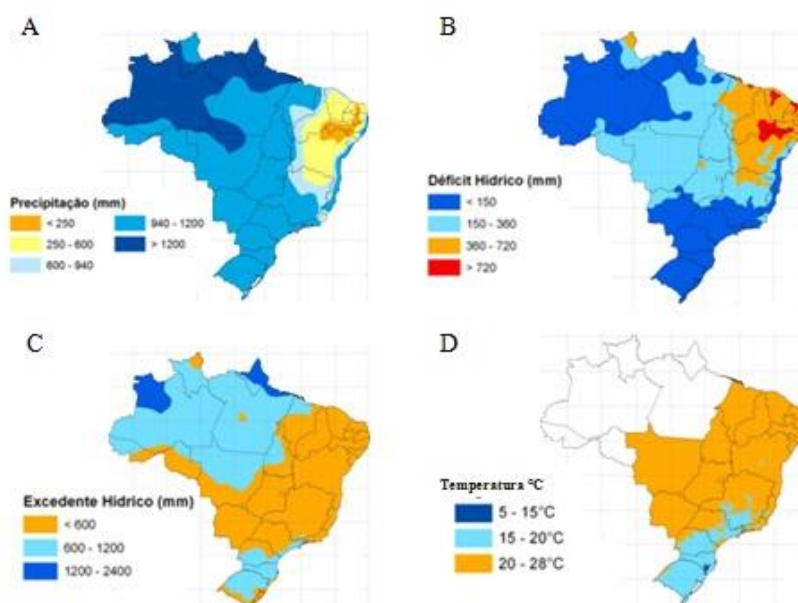 A
B
Precipitação (mm)
< 250
940 - 1200
250 - 600
> 1200
600 - 940
Déficit Hídrico (mm)
< 150
150 - 360
360 - 720
> 720
C
D
Excedente Hídrico (mm)
< 600
600 - 1200
1200 - 2400
Temperatura °C
5 - 15°C
15 - 20°C
20 - 28°C